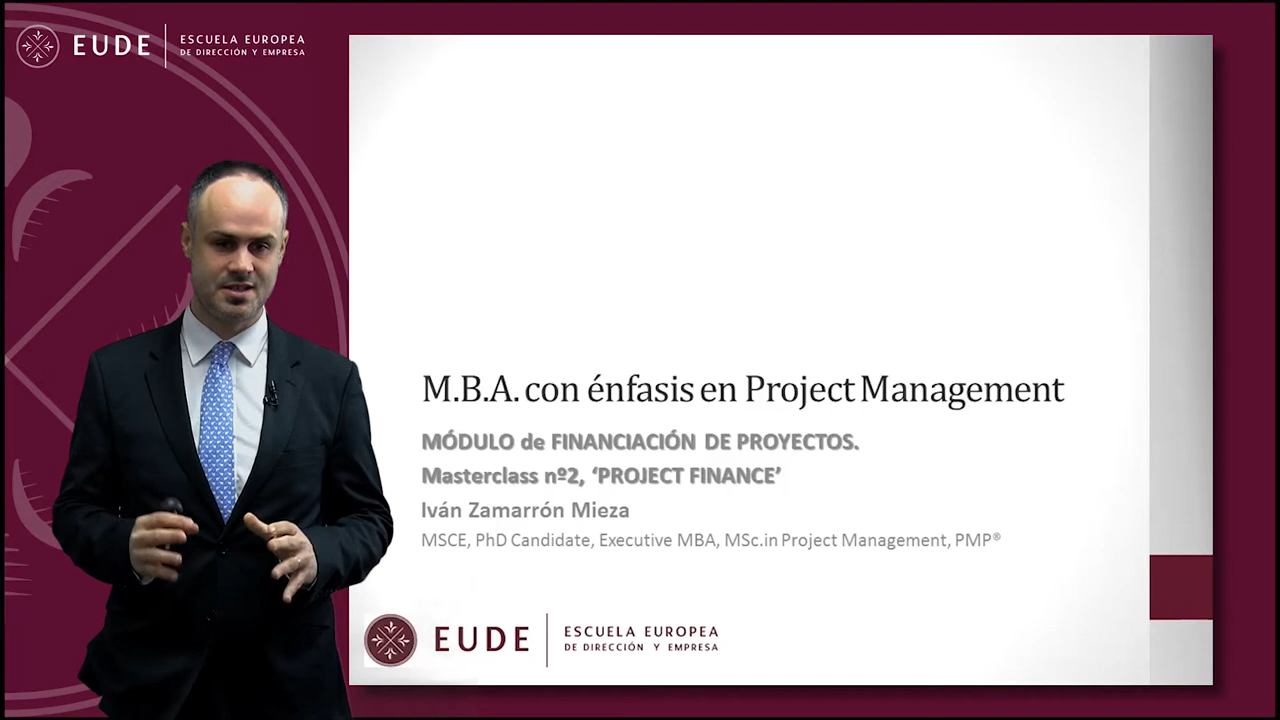 EUDE
ESCUELA EUROPEA
DE DIRECCIÓN Y EMPRESA
M.B.A. con énfasis en Project Management
MÓDULO de FINANCIACIÓN DE PROYECTOS.
Masterclass nº2, ‘PROJECT FINANCE’
Iván Zamarrón Mieza
MSCE, PhD Candidate, Executive MBA, MSc.in Project Management, PMP®
EUDE
ESCUELA EUROPEA
DE DIRECCIÓN Y EMPRESA